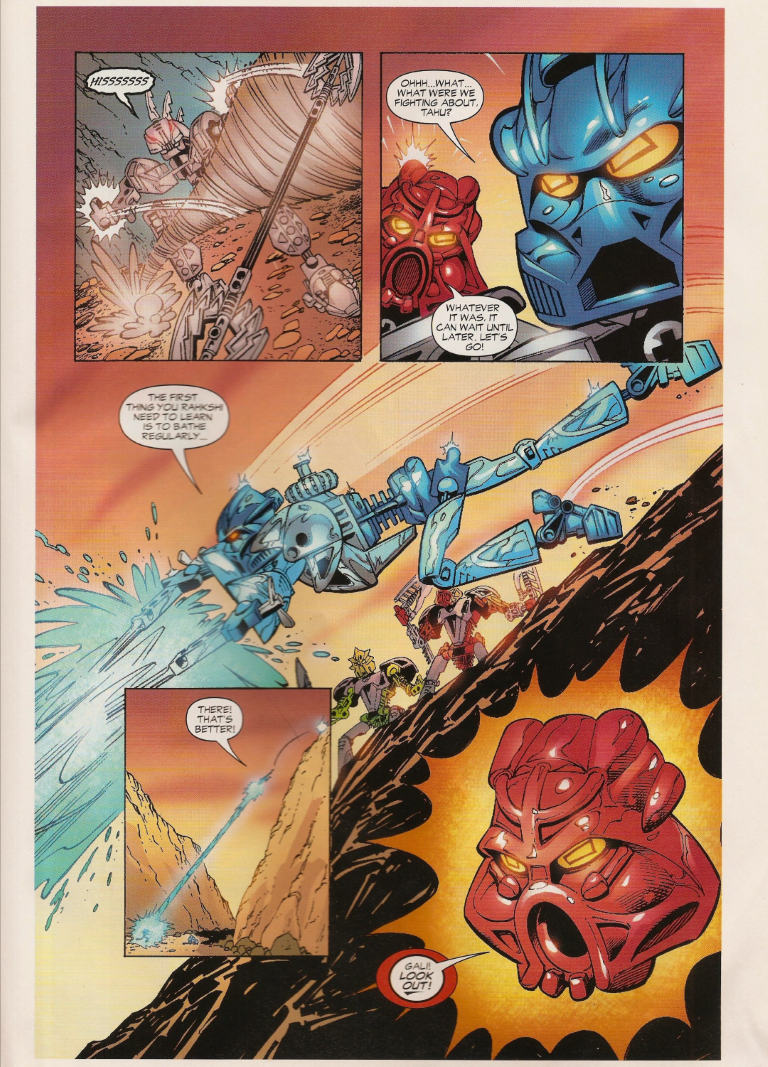 HISSSSSSS
OHHH...WHAT...
WHAT WERE WE
FIGHTING ABOUT,
TAHU?
WHATEVER
IT WAS, IT
CAN WAIT UNTIL
LATER. LET'S
GO!
THE FIRST
THING YOU RAHKSHI
NEED TO LEARN
IS TO BATHE
REGULARLY...
THERE!
THAT'S
BETTER!
GALI!
LOOK
OUT!